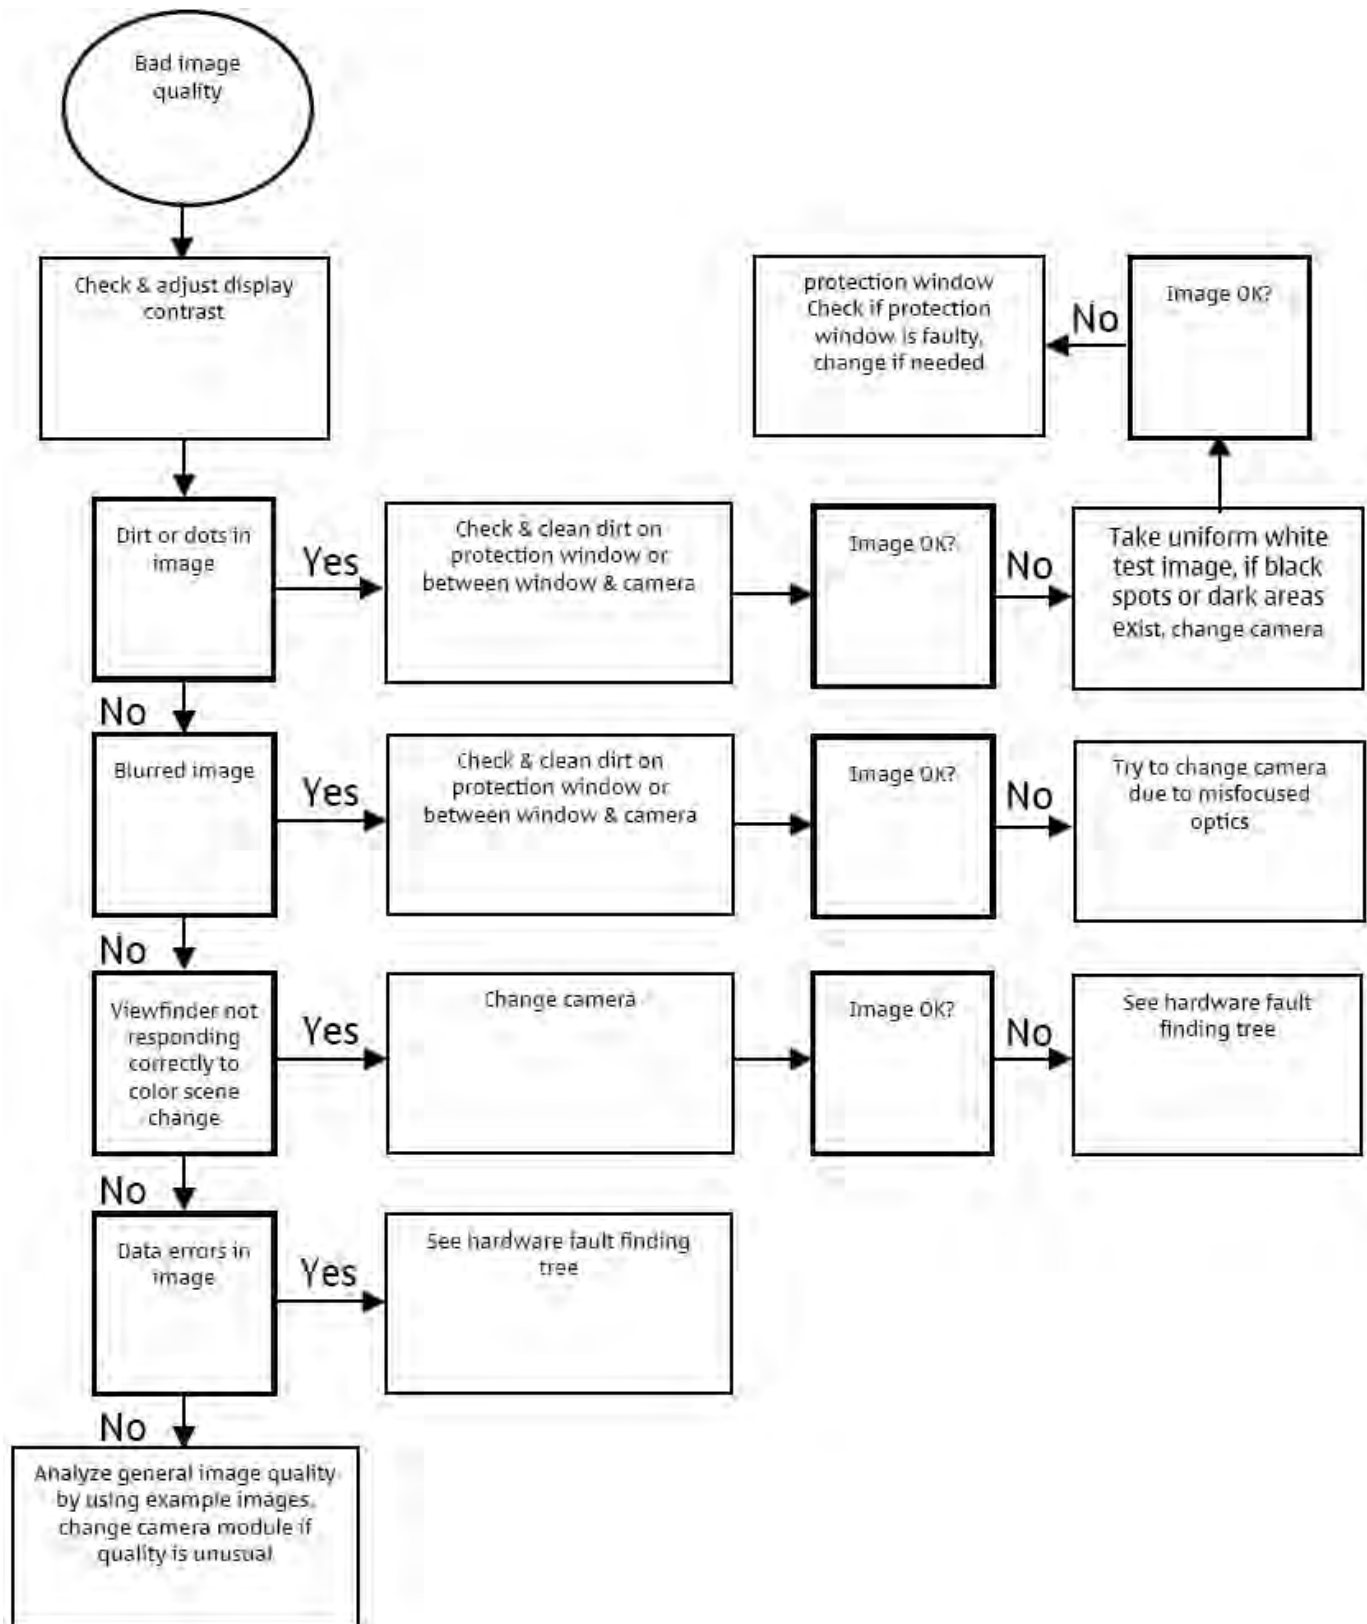 Bad image
quality
Check & adjust display
contrast
protection window
Check if protection
window is faulty,
change if needed
No
Image OK?
Dirt or dots in
image
Yes
Check & clean dirt on
protection window or
between window & camera
Image OK?
No
Take uniform white
test image, if black
spots or dark areas
exist, change camera
No
Blurred image
Yes
Check & clean dirt on
protection window or
between window & camera
Image OK?
No
Try to change camera
due to misfocused
optics
No
Viewfinder not
responding
correctly to
color scene
change
Yes
Change camera
Image OK?
No
See hardware fault
finding tree
No
Data errors in
image
Yes
See hardware fault finding
tree
No
Analyze general image quality
by using example images,
change camera module if
quality is unusual